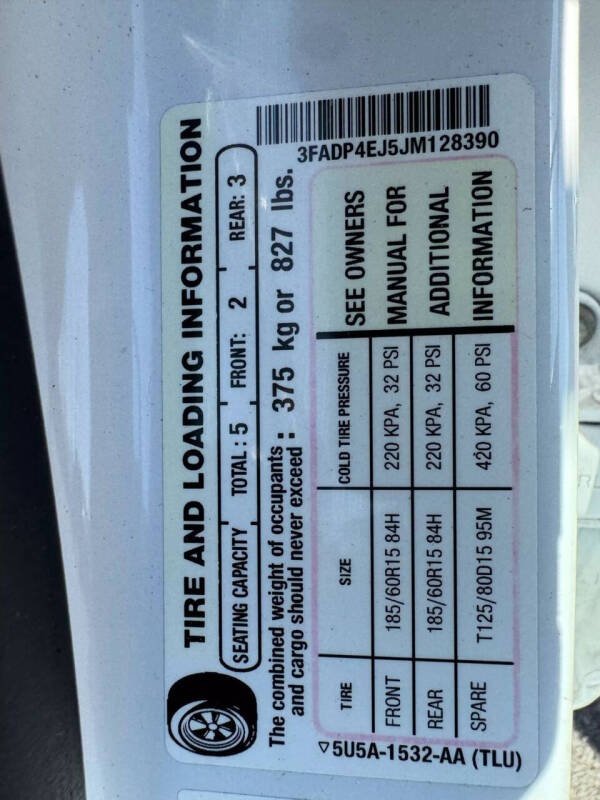 3FADP4EJ5JM128390
TIRE AND LOADING INFORMATION
SEATING CAPACITY TOTAL : 5 FRONT: 2 REAR: 3
The combined weight of occupants
and cargo should never exceed : 375 kg or 827 lbs.
TIRE SIZE COLD TIRE PRESSURE SEE OWNERS
FRONT 185/60R15 84H 220 KPA, 32 PSI MANUAL FOR
REAR 185/60R15 84H 220 KPA, 32 PSI ADDITIONAL
SPARE T125/80D15 95M 420 KPA, 60 PSI INFORMATION
▽5U5A-1532-AA (TLU)